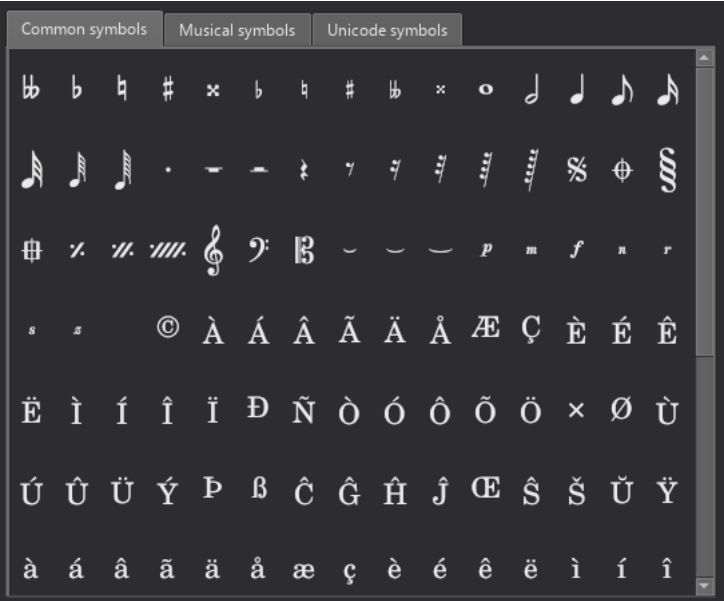 Common symbols Musical symbols Unicode symbols
𝄫 ♭ ♮ ♯ 𝄪 ♭ ♮ ♯ 𝄫 𝄪 𝅝 𝅗𝅥 𝅘𝅥 𝅘𝅥𝅮 𝅘𝅥𝅯
𝅘𝅥𝅰 𝅘𝅥𝅱 𝅘𝅥𝅲 . 𝄻 𝄼 𝄽 𝄾 𝄿 𝅀 𝅁 𝅂 𝄋 𝄌 §
𝄎 𝄏 𝄞 𝄢 𝄡 p m f n r
s z © À Á Â Ã Ä Å Æ Ç È É Ê
Ë Ì Í Î Ï Ð Ñ Ò Ó Ô Õ Ö × Ø Ù
Ú Û Ü Ý Þ ß Ĉ Ĝ Ĥ Ĵ Œ Ŝ Š Ŭ Ÿ
à á â ã ä å æ ç è é ê ë ì í î